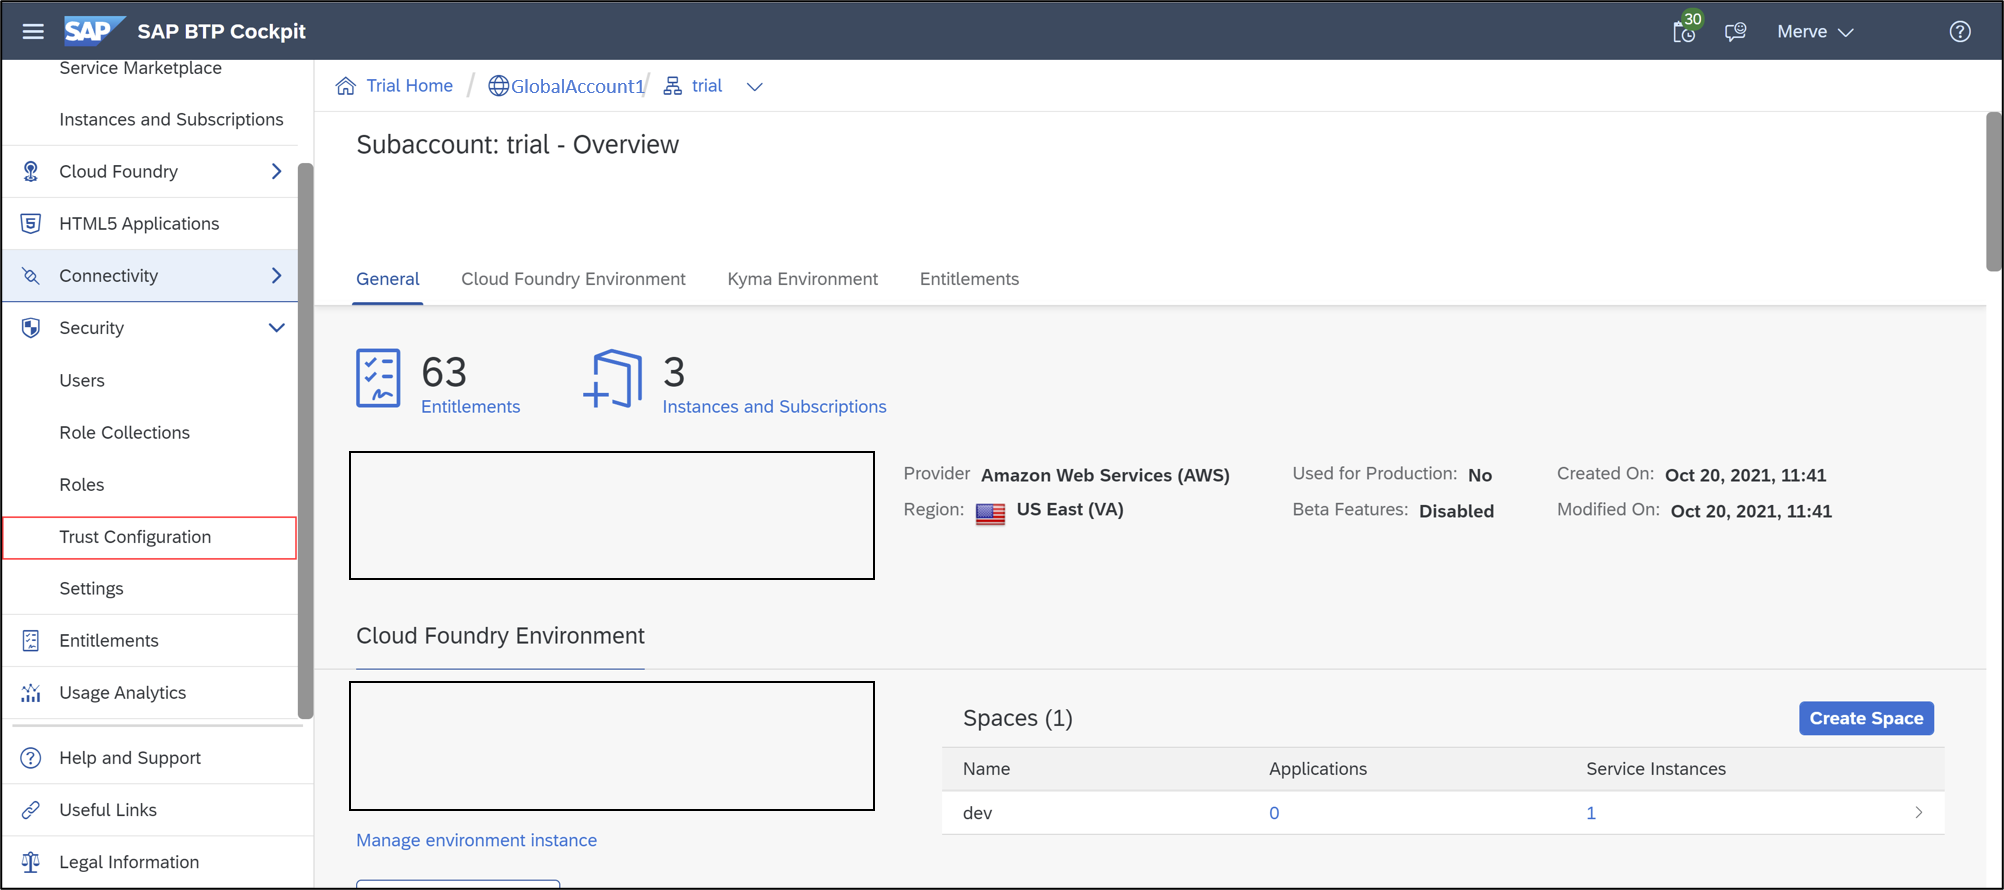 SAP SAP BTP Cockpit
30
Merve
Service Marketplace
Instances and Subscriptions
Cloud Foundry
HTML5 Applications
Connectivity
Security
Users
Role Collections
Roles
Trust Configuration
Settings
Entitlements
Usage Analytics
Help and Support
Useful Links
Legal Information
Trial Home / GlobalAccount1 / trial
Subaccount: trial - Overview
General Cloud Foundry Environment Kyma Environment Entitlements
63
Entitlements
3
Instances and Subscriptions
Provider Amazon Web Services (AWS)
Region: US East (VA)
Used for Production: No
Beta Features: Disabled
Created On: Oct 20, 2021, 11:41
Modified On: Oct 20, 2021, 11:41
Cloud Foundry Environment
Manage environment instance
Spaces (1)
Create Space
Name Applications Service Instances
dev 0 1